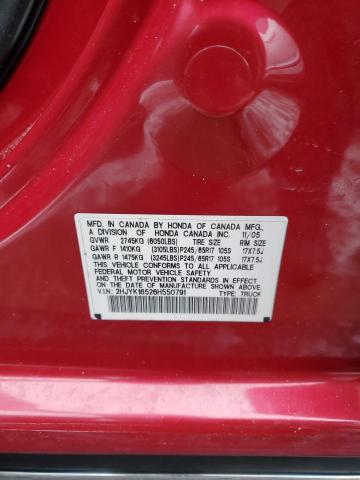 MFD. IN CANADA BY HONDA OF CANADA MFG.,
A DIVISION OF HONDA CANADA INC. 11/05
GVWR 2745KG (6050LBS) TIRE SIZE RIM SIZE
GAWR F 1410KG (3105LBS) P245/65R17 105S 17X7.5J
GAWR R 1475KG (3245LBS) P245/65R17 105S 17X7.5J
THIS VEHICLE CONFORMS TO ALL APPLICABLE
FEDERAL MOTOR VEHICLE SAFETY
AND THEFT PREVENTION STANDARDS IN EFFECT
ON THE DATE OF MANUFACTURE SHOWN ABOVE.
V.I.N.: 2HJYK16526H550791 TYPE: TRUCK